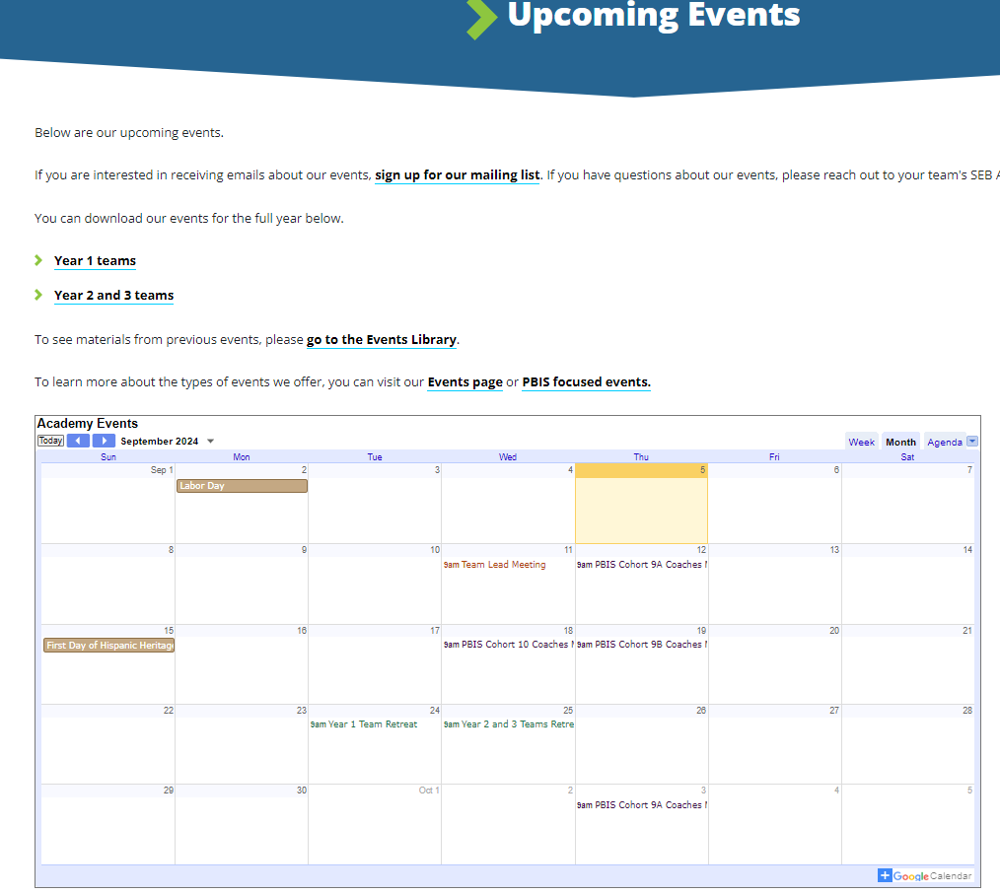 Upcoming Events
Below are our upcoming events.
If you are interested in receiving emails about our events, sign up for our mailing list. If you have questions about our events, please reach out to your team's SEB
You can download our events for the full year below.
Year 1 teams
Year 2 and 3 teams
To see materials from previous events, please go to the Events Library.
To learn more about the types of events we offer, you can visit our Events page or PBIS focused events.
Academy Events
Today September 2024 Week Month Agenda
Sun Mon Tue Wed Thu Fri Sat
Sep 1 2 3 4 5 6 7
Labor Day
8 9 10 11 12 13 14
9am Team Lead Meeting 9am PBIS Cohort 9A Coaches
15 16 17 18 19 20 21
First Day of Hispanic Heritage 9am PBIS Cohort 10 Coaches 9am PBIS Cohort 9B Coaches
22 23 24 25 26 27 28
9am Year 1 Team Retreat 9am Year 2 and 3 Teams Retre
29 30 Oct 1 2 3 4 5
9am PBIS Cohort 9A Coaches
+ Google Calendar